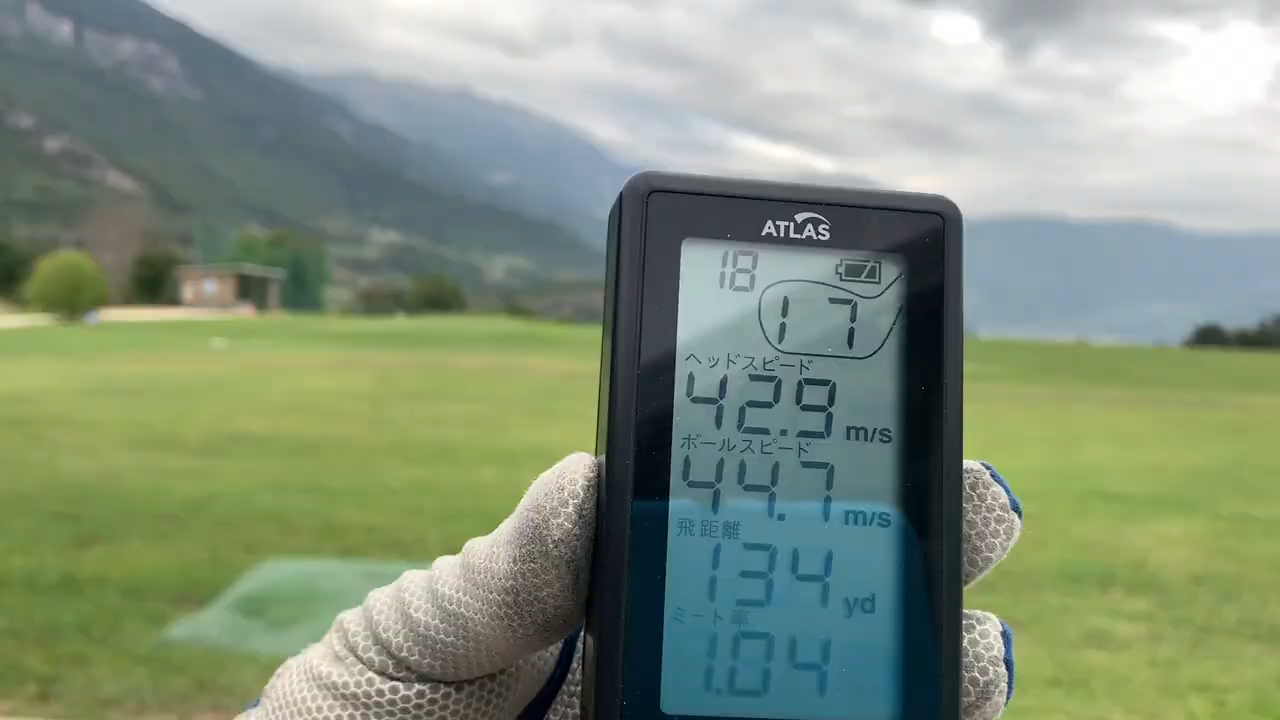 ATLAS
18
17
ヘッドスピード
42.9 m/s
ボールスピード
44.7 m/s
飛距離
134 yd
ミート率
1.04